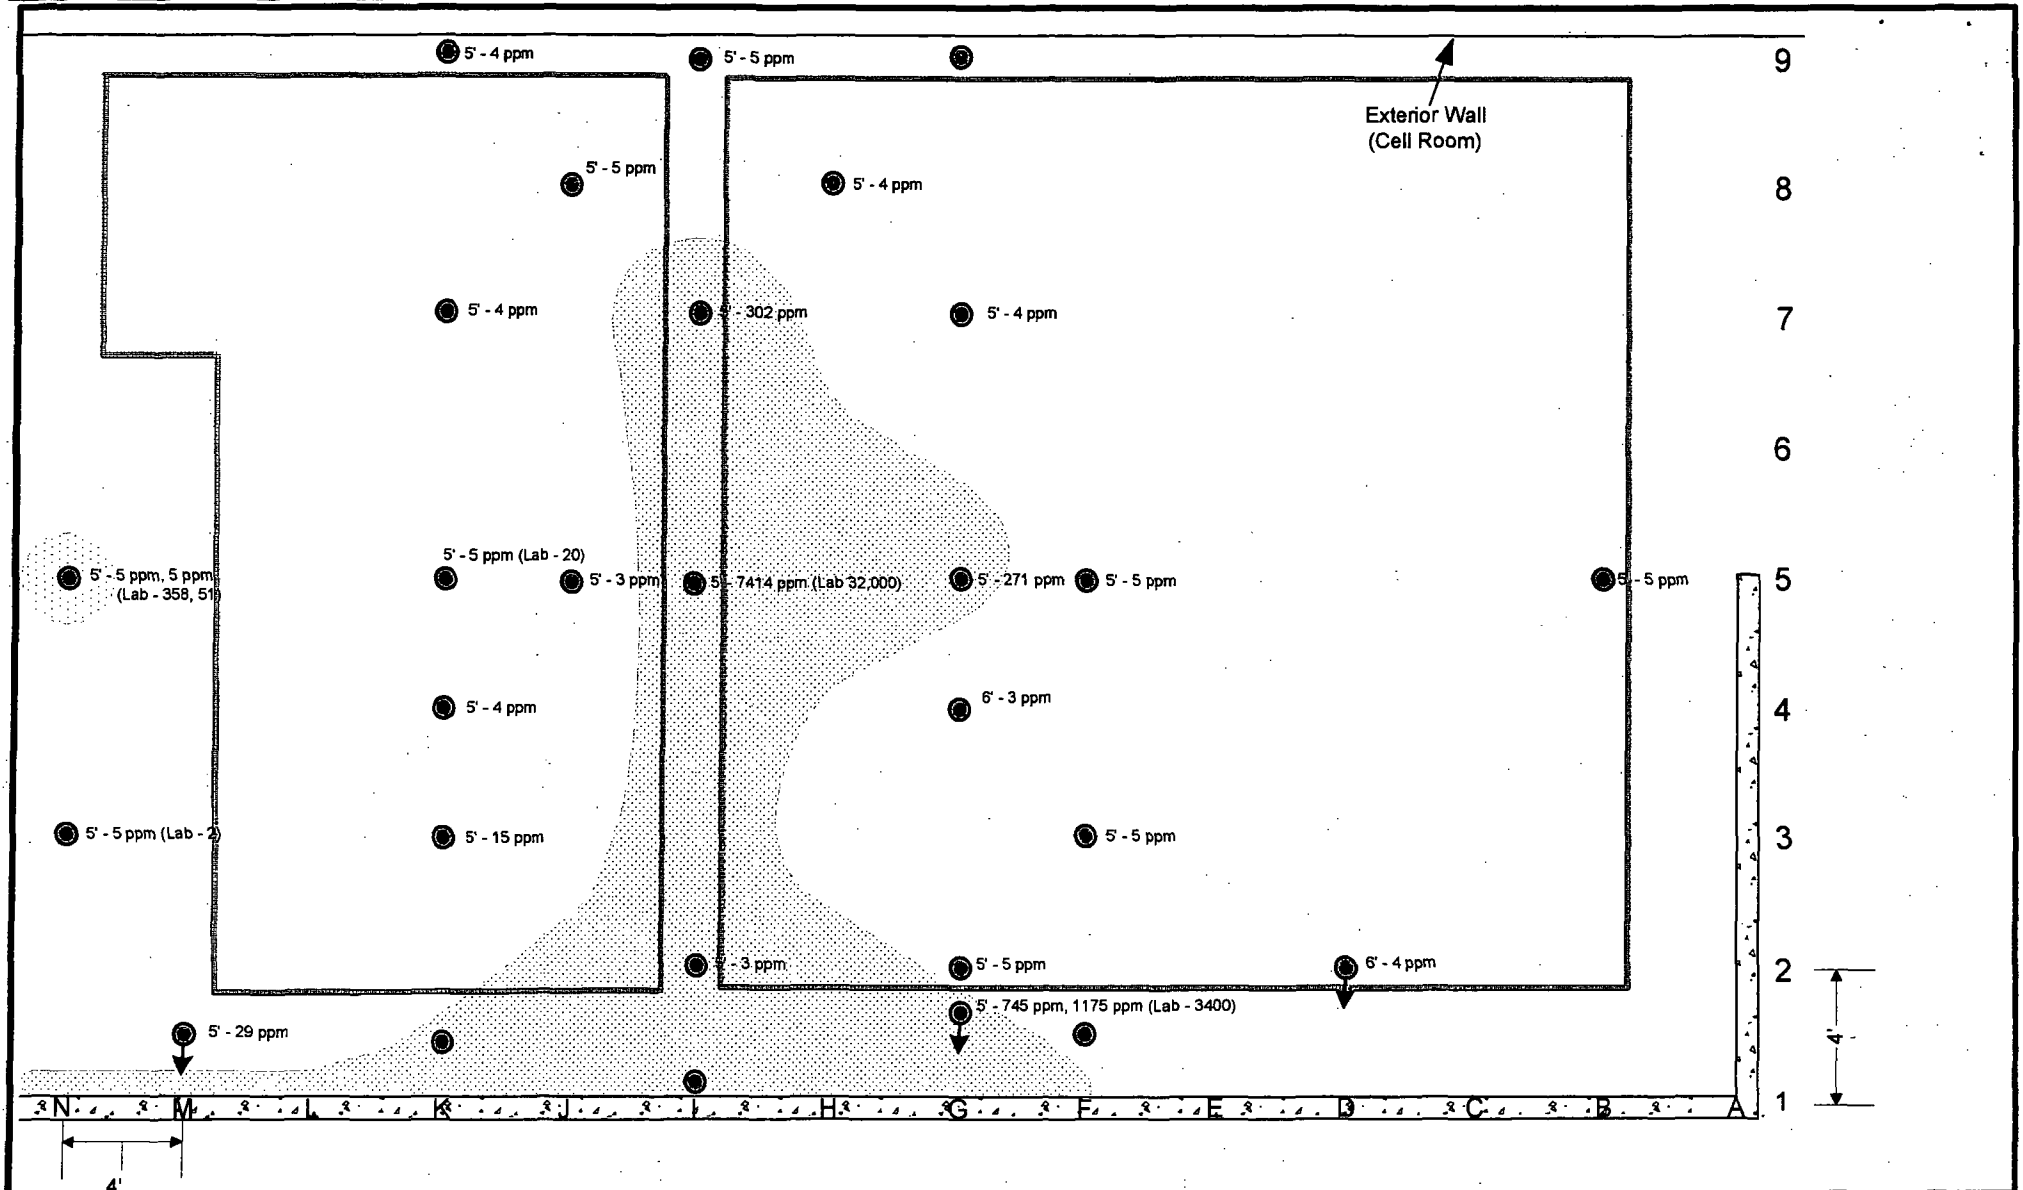 5' - 4 ppm
5' - 5 ppm
9
Exterior Wall
(Cell Room)
5' - 5 ppm
5' - 4 ppm
8
5' - 4 ppm
5' - 302 ppm
5' - 4 ppm
7
6
5' - 5 ppm (Lab - 20)
5' - 5 ppm, 5 ppm
(Lab - 358, 51)
5' - 3 ppm
5' - 7414 ppm (Lab 32,000)
5' - 271 ppm
5' - 5 ppm
5' - 5 ppm
5
5' - 4 ppm
6' - 3 ppm
4
5' - 5 ppm (Lab - 2)
5' - 15 ppm
5' - 5 ppm
3
5' - 3 ppm
5' - 5 ppm
6' - 4 ppm
2
5' - 29 ppm
5' - 745 ppm, 1175 ppm (Lab - 3400)
4'
N M L K J I H G F E D C B A 1
4'